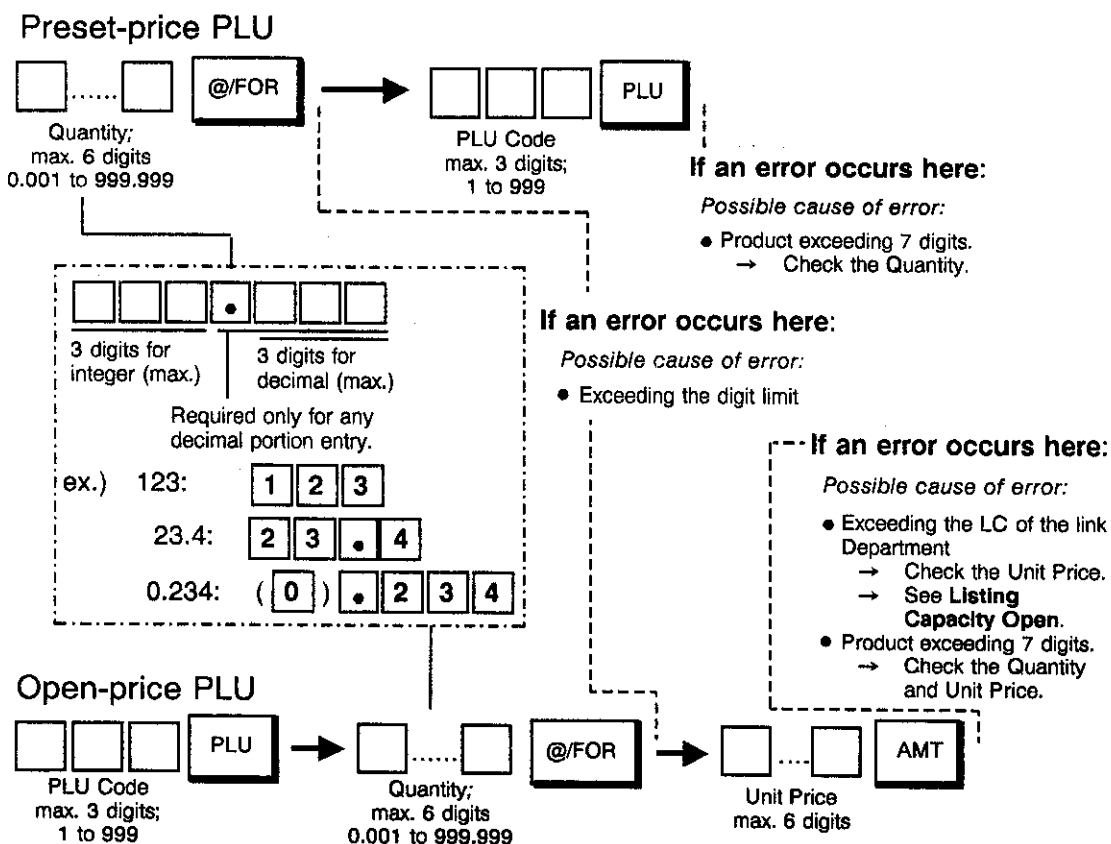 Preset-price PLU
@/FOR
PLU
Quantity;
max. 6 digits
0.001 to 999.999
PLU Code
max. 3 digits;
1 to 999
If an error occurs here:
Possible cause of error:
● Product exceeding 7 digits.
→ Check the Quantity.
.
3 digits for
integer (max.)
3 digits for
decimal (max.)
Required only for any
decimal portion entry.
ex.) 123: 1 2 3
23.4: 2 3 . 4
0.234: ( 0 ) . 2 3 4
If an error occurs here:
Possible cause of error:
● Exceeding the digit limit
If an error occurs here:
Possible cause of error:
● Exceeding the LC of the link
Department
→ Check the Unit Price.
→ See Listing
Capacity Open.
● Product exceeding 7 digits.
→ Check the Quantity
and Unit Price.
Open-price PLU
PLU
@/FOR
AMT
PLU Code
max. 3 digits;
1 to 999
Quantity;
max. 6 digits
0.001 to 999.999
Unit Price
max. 6 digits